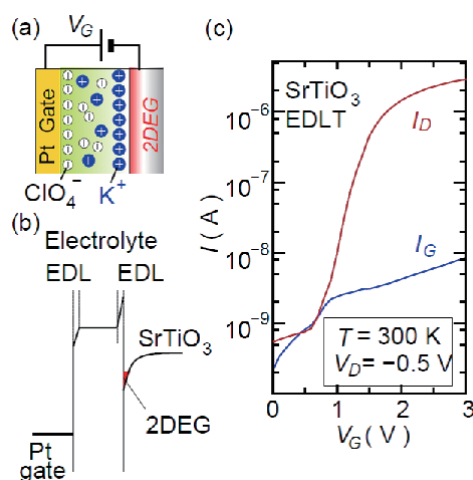 (a)
V_G
Pt Gate
2DEG
ClO₄⁻
K⁺
(b)
Electrolyte
EDL
EDL
SrTiO₃
2DEG
Pt
gate
(c)
SrTiO₃
EDLT
I_D
I_G
T = 300 K
V_D = −0.5 V
I (A)
10⁻⁶
10⁻⁷
10⁻⁸
10⁻⁹
0
1
2
3
V_G (V)